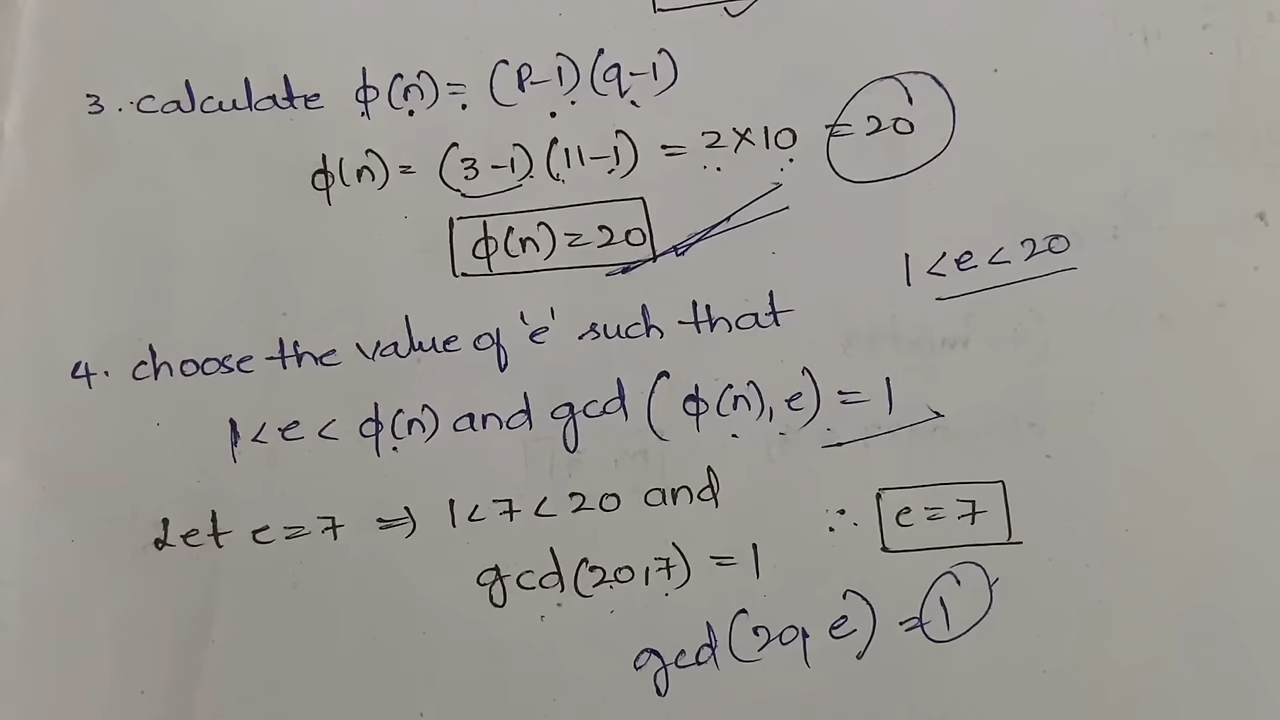 3. calculate ϕ(n) = (P-1)(q-1)
ϕ(n) = (3-1)(11-1) = 2×10 = 20
ϕ(n) = 20
1<e<20
4. choose the value of 'e' such that
1<e<ϕ(n) and gcd(ϕ(n), e) = 1
Let e=7 ⇒ 1<7<20 and
∴ e=7
gcd(20,7) = 1
gcd(20, e) = 1